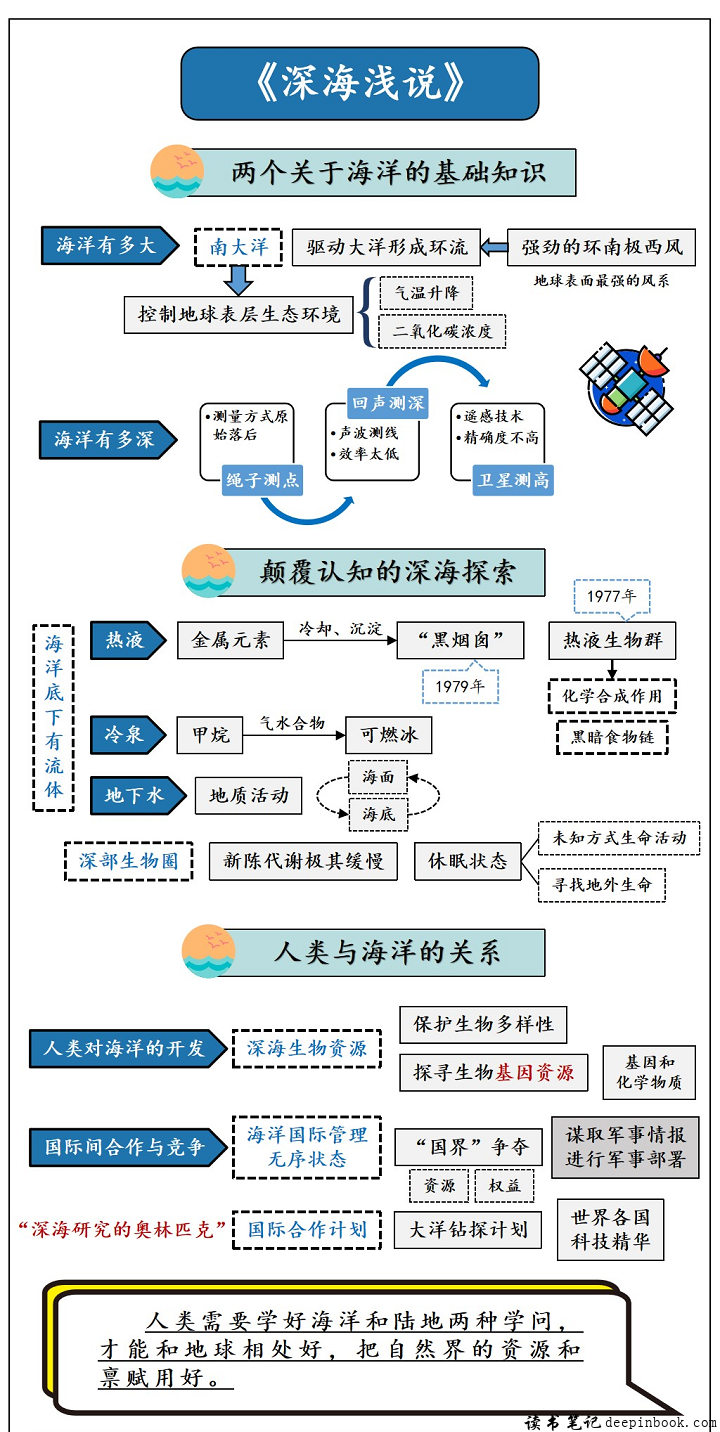 《深海浅说》
两个关于海洋的基础知识
海洋有多大
南大洋
驱动大洋形成环流
强劲的环南极西风
地球表面最强的风系
控制地球表层生态环境
气温升降
二氧化碳浓度
海洋有多深
•测量方式原
始落后
绳子测点
回声测深
•声波测线
•效率太低
•遥感技术
•精确度不高
卫星测高
颠覆认知的深海探索
海洋底下有流体
热液
金属元素
冷却、沉淀
“黑烟囱”
1979年
1977年
热液生物群
化学合成作用
黑暗食物链
冷泉
甲烷
气水合物
可燃冰
地下水
地质活动
海面
海底
深部生物圈
新陈代谢极其缓慢
休眠状态
未知方式生命活动
寻找地外生命
人类与海洋的关系
人类对海洋的开发
深海生物资源
保护生物多样性
探寻生物基因资源
基因和
化学物质
国际间合作与竞争
海洋国际管理
无序状态
“国界”争夺
资源
权益
谋取军事情报
进行军事部署
“深海研究的奥林匹克”
国际合作计划
大洋钻探计划
世界各国
科技精华
人类需要学好海洋和陆地两种学问，
才能和地球相处好，把自然界的资源和
禀赋用好。
读书笔记deepinbook.com